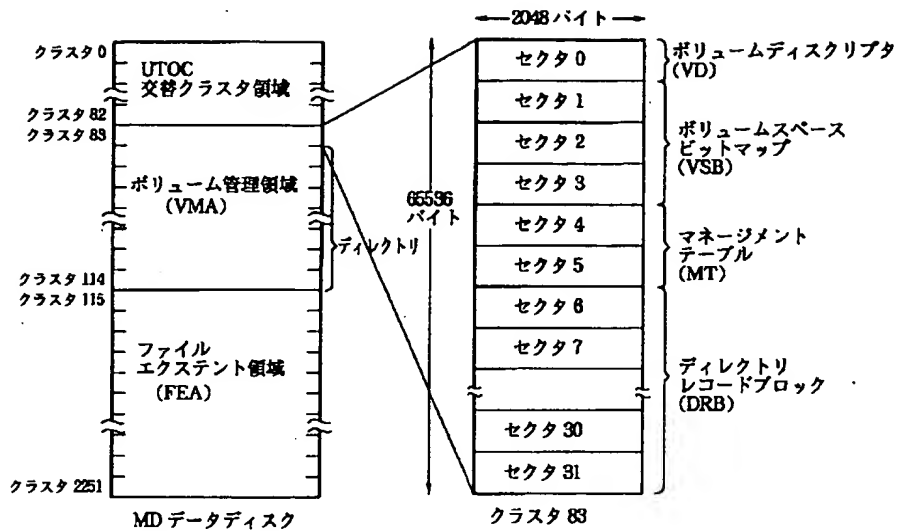 クラスタ0
UTOC
交替クラスタ領域
クラスタ82
クラスタ83
ボリューム管理領域
(VMA)
ディレクトリ
クラスタ114
クラスタ115
ファイル
エクステント領域
(FEA)
クラスタ2251
MDデータディスク
2048バイト
65536
バイト
セクタ0
セクタ1
セクタ2
セクタ3
セクタ4
セクタ5
セクタ6
セクタ7
セクタ30
セクタ31
クラスタ83
ボリュームディスクリプタ
(VD)
ボリュームスペース
ビットマップ
(VSB)
マネージメント
テーブル
(MT)
ディレクトリ
レコードブロック
(DRB)